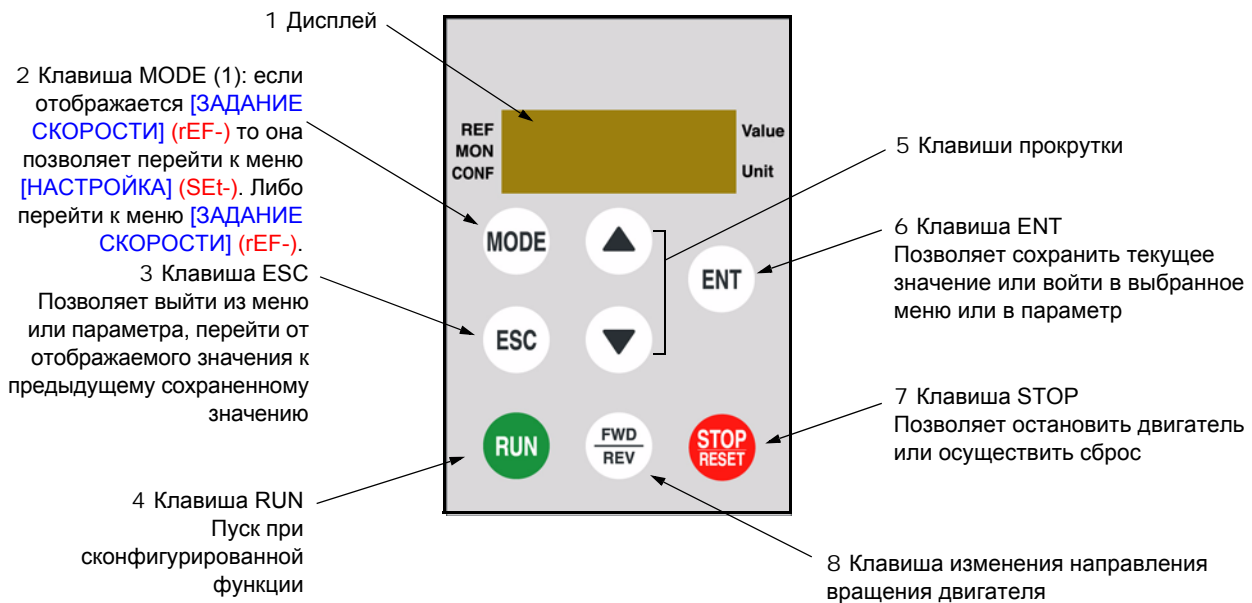 1 Дисплей
2 Клавиша MODE (1): если
отображается [ЗАДАНИЕ
СКОРОСТИ] (rEF-) то она
позволяет перейти к меню
[НАСТРОЙКА] (SEt-). Либо
перейти к меню [ЗАДАНИЕ
СКОРОСТИ] (rEF-).
3 Клавиша ESC
Позволяет выйти из меню
или параметра, перейти от
отображаемого значения к
предыдущему сохраненному
значению
4 Клавиша RUN
Пуск при
сконфигурированной
функции
REF
MON
CONF
Value
Unit
MODE
ENT
ESC
RUN
FWD
REV
STOP
RESET
5 Клавиши прокрутки
6 Клавиша ENT
Позволяет сохранить текущее
значение или войти в выбранное
меню или в параметр
7 Клавиша STOP
Позволяет остановить двигатель
или осуществить сброс
8 Клавиша изменения направления
вращения двигателя